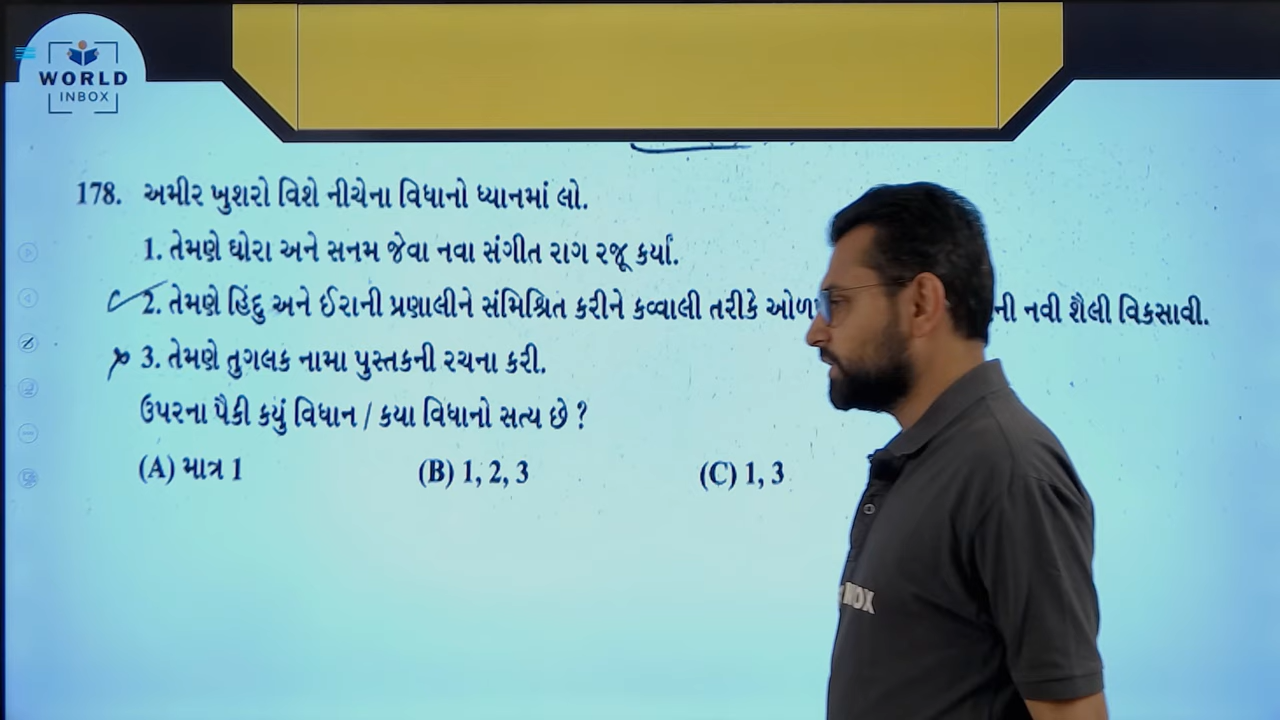 WORLD
INBOX
178. અમીર ખુશરો વિશે નીચેના વિધાનો ધ્યાનમાં લો.
1. તેમણે ઘોરા અને સનમ જેવા નવા સંગીત રાગ રજૂ કર્યાં.
2. તેમણે હિંદુ અને ઈરાની પ્રણાલીને સંમિશ્રિત કરીને કવ્વાલી તરીકે નવી શૈલી વિકસાવી.
3. તેમણે તુગલક નામા પુસ્તકની રચના કરી.
ઉપરના પૈકી કયું વિધાન / કયા વિધાનો સત્ય છે ?
(A) માત્ર 1 (B) 1, 2, 3 (C) 1, 3